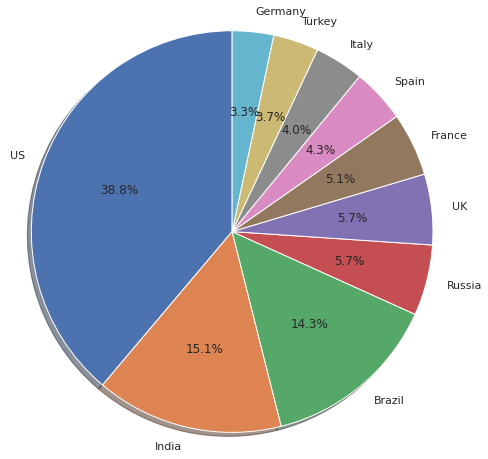 Germany
Turkey
Italy
Spain
France
UK
Russia
Brazil
India
US
3.3%
3.7%
4.0%
4.3%
5.1%
5.7%
5.7%
14.3%
15.1%
38.8%